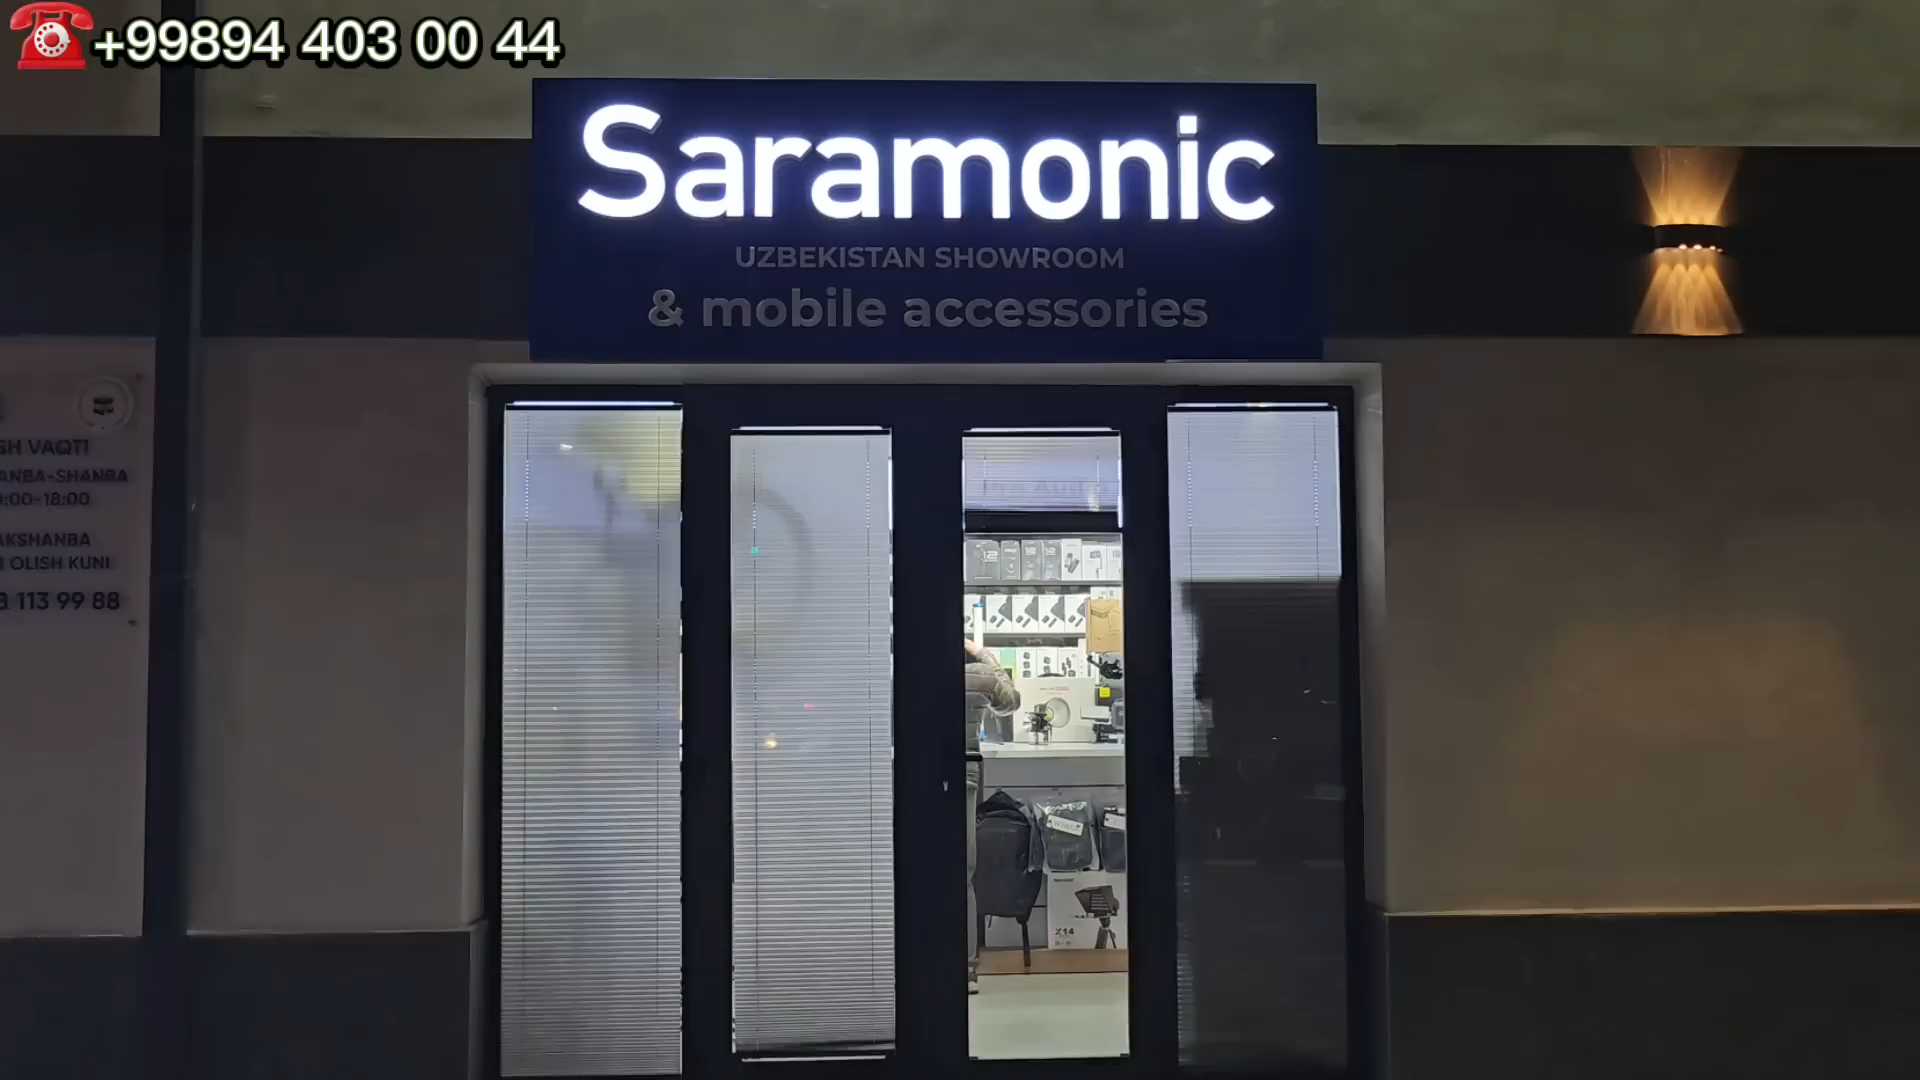 +99894 403 00 44
Saramonic
UZBEKISTAN SHOWROOM
& mobile accessories
SH VAQTI
ANBA-SHANBA
:00-18:00
AKSHANBA
OLISH KUNI
113 99 88
X14